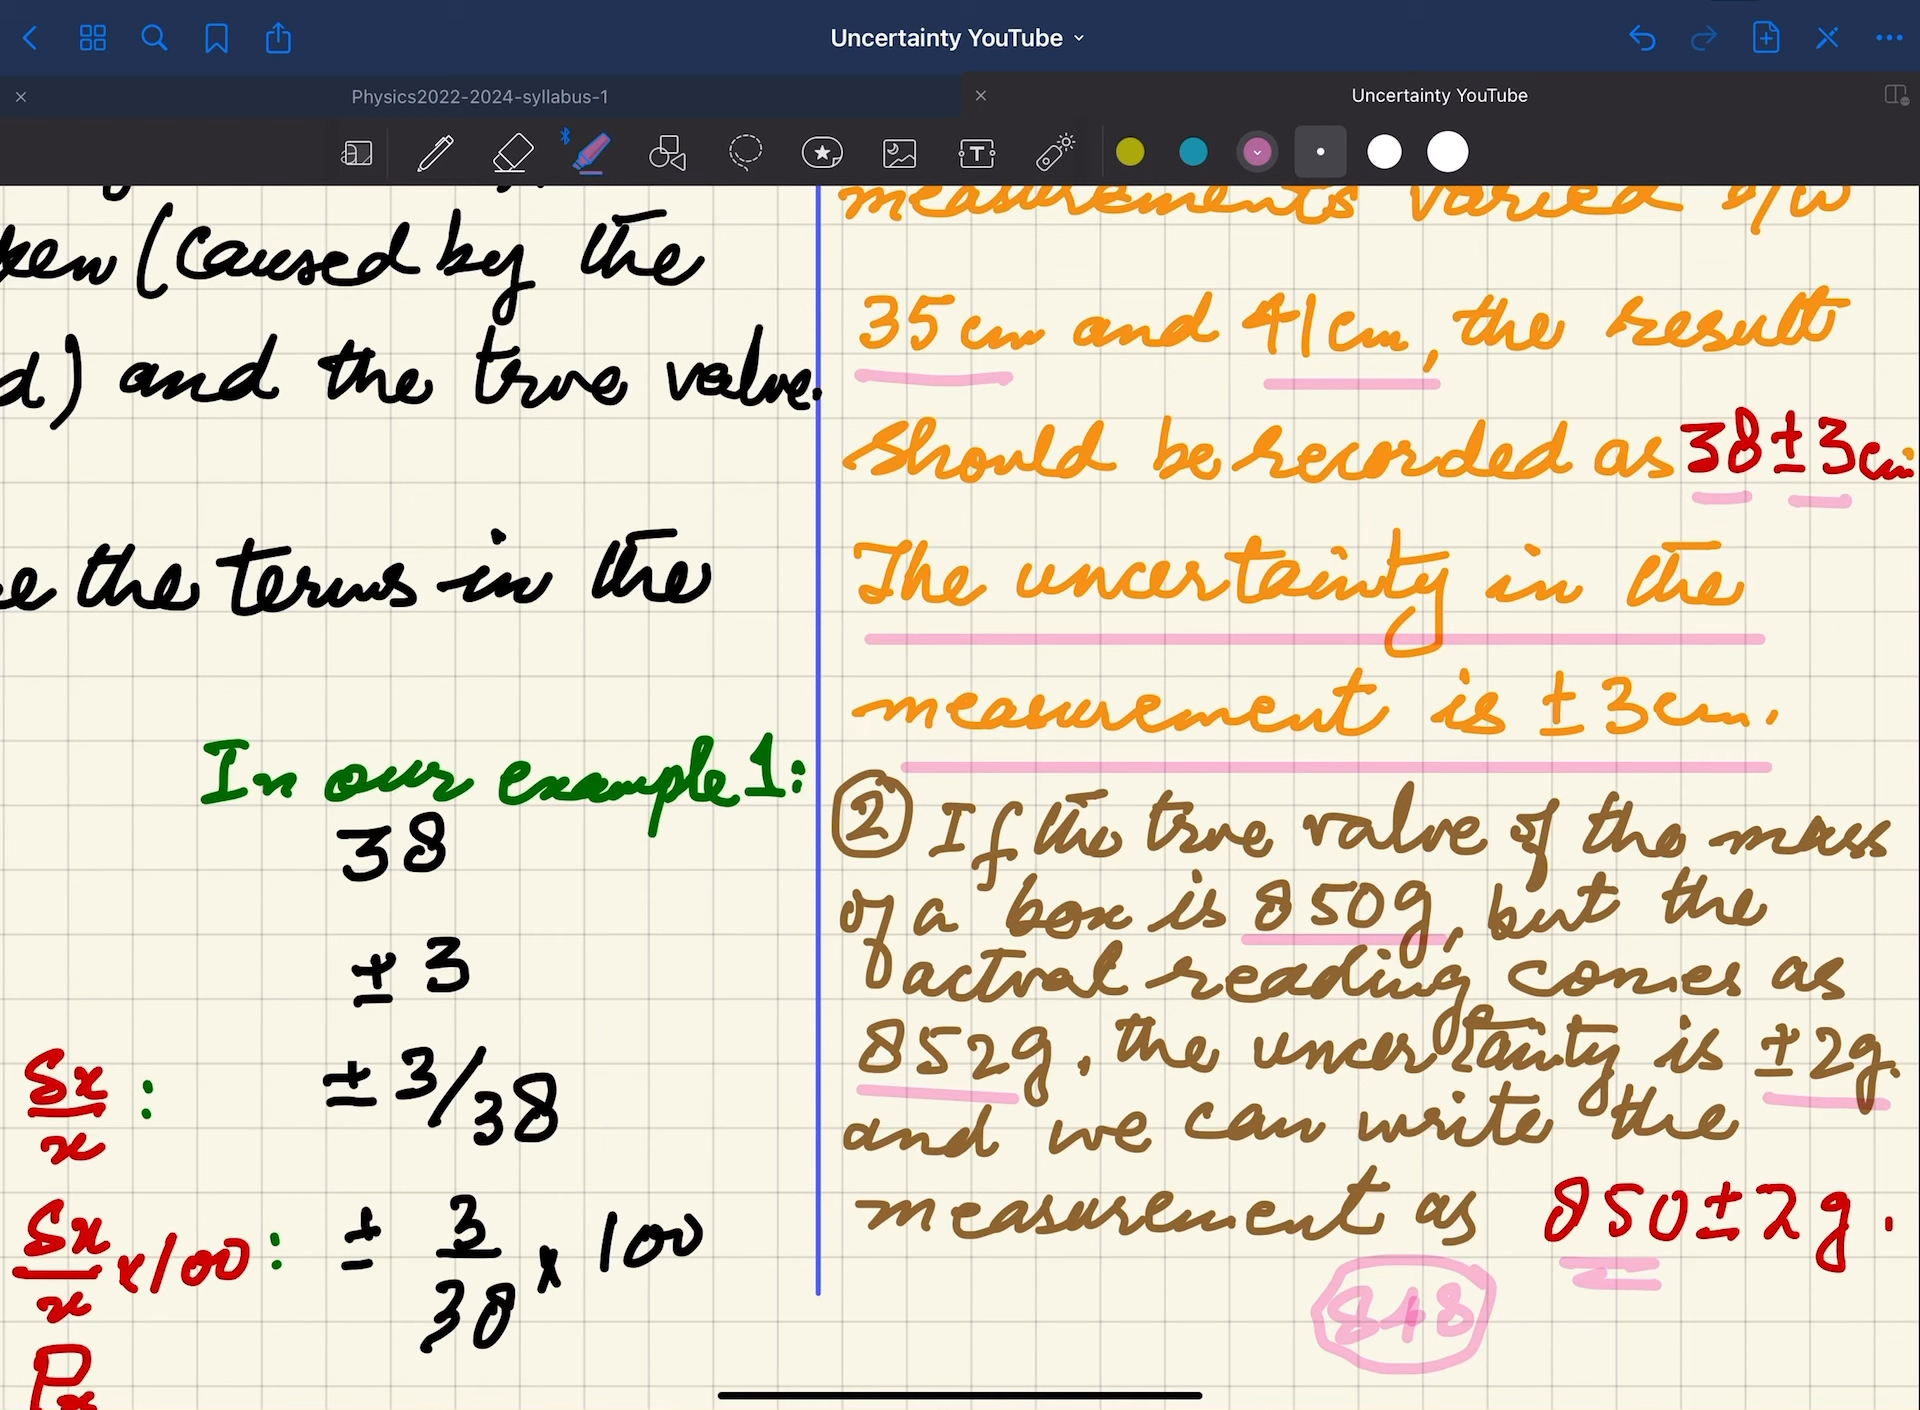 Uncertainty YouTube
Physics2022-2024-syllabus-1
Uncertainty YouTube
(caused by the
d) and the true value.
e the terms in the
In our example 1:
38
± 3
δx/x : ± 3/38
δx/x x100 : ± 3/38 x 100
measurements varied b/w
35 cm and 41 cm, the result
should be recorded as 38 ± 3 cm
The uncertainty in the
measurement is ± 3 cm.
② If the true value of the mass
of a box is 850g, but the
actual reading comes as
852g, the uncertainty is ± 2g.
and we can write the
measurement as 850 ± 2g.
848